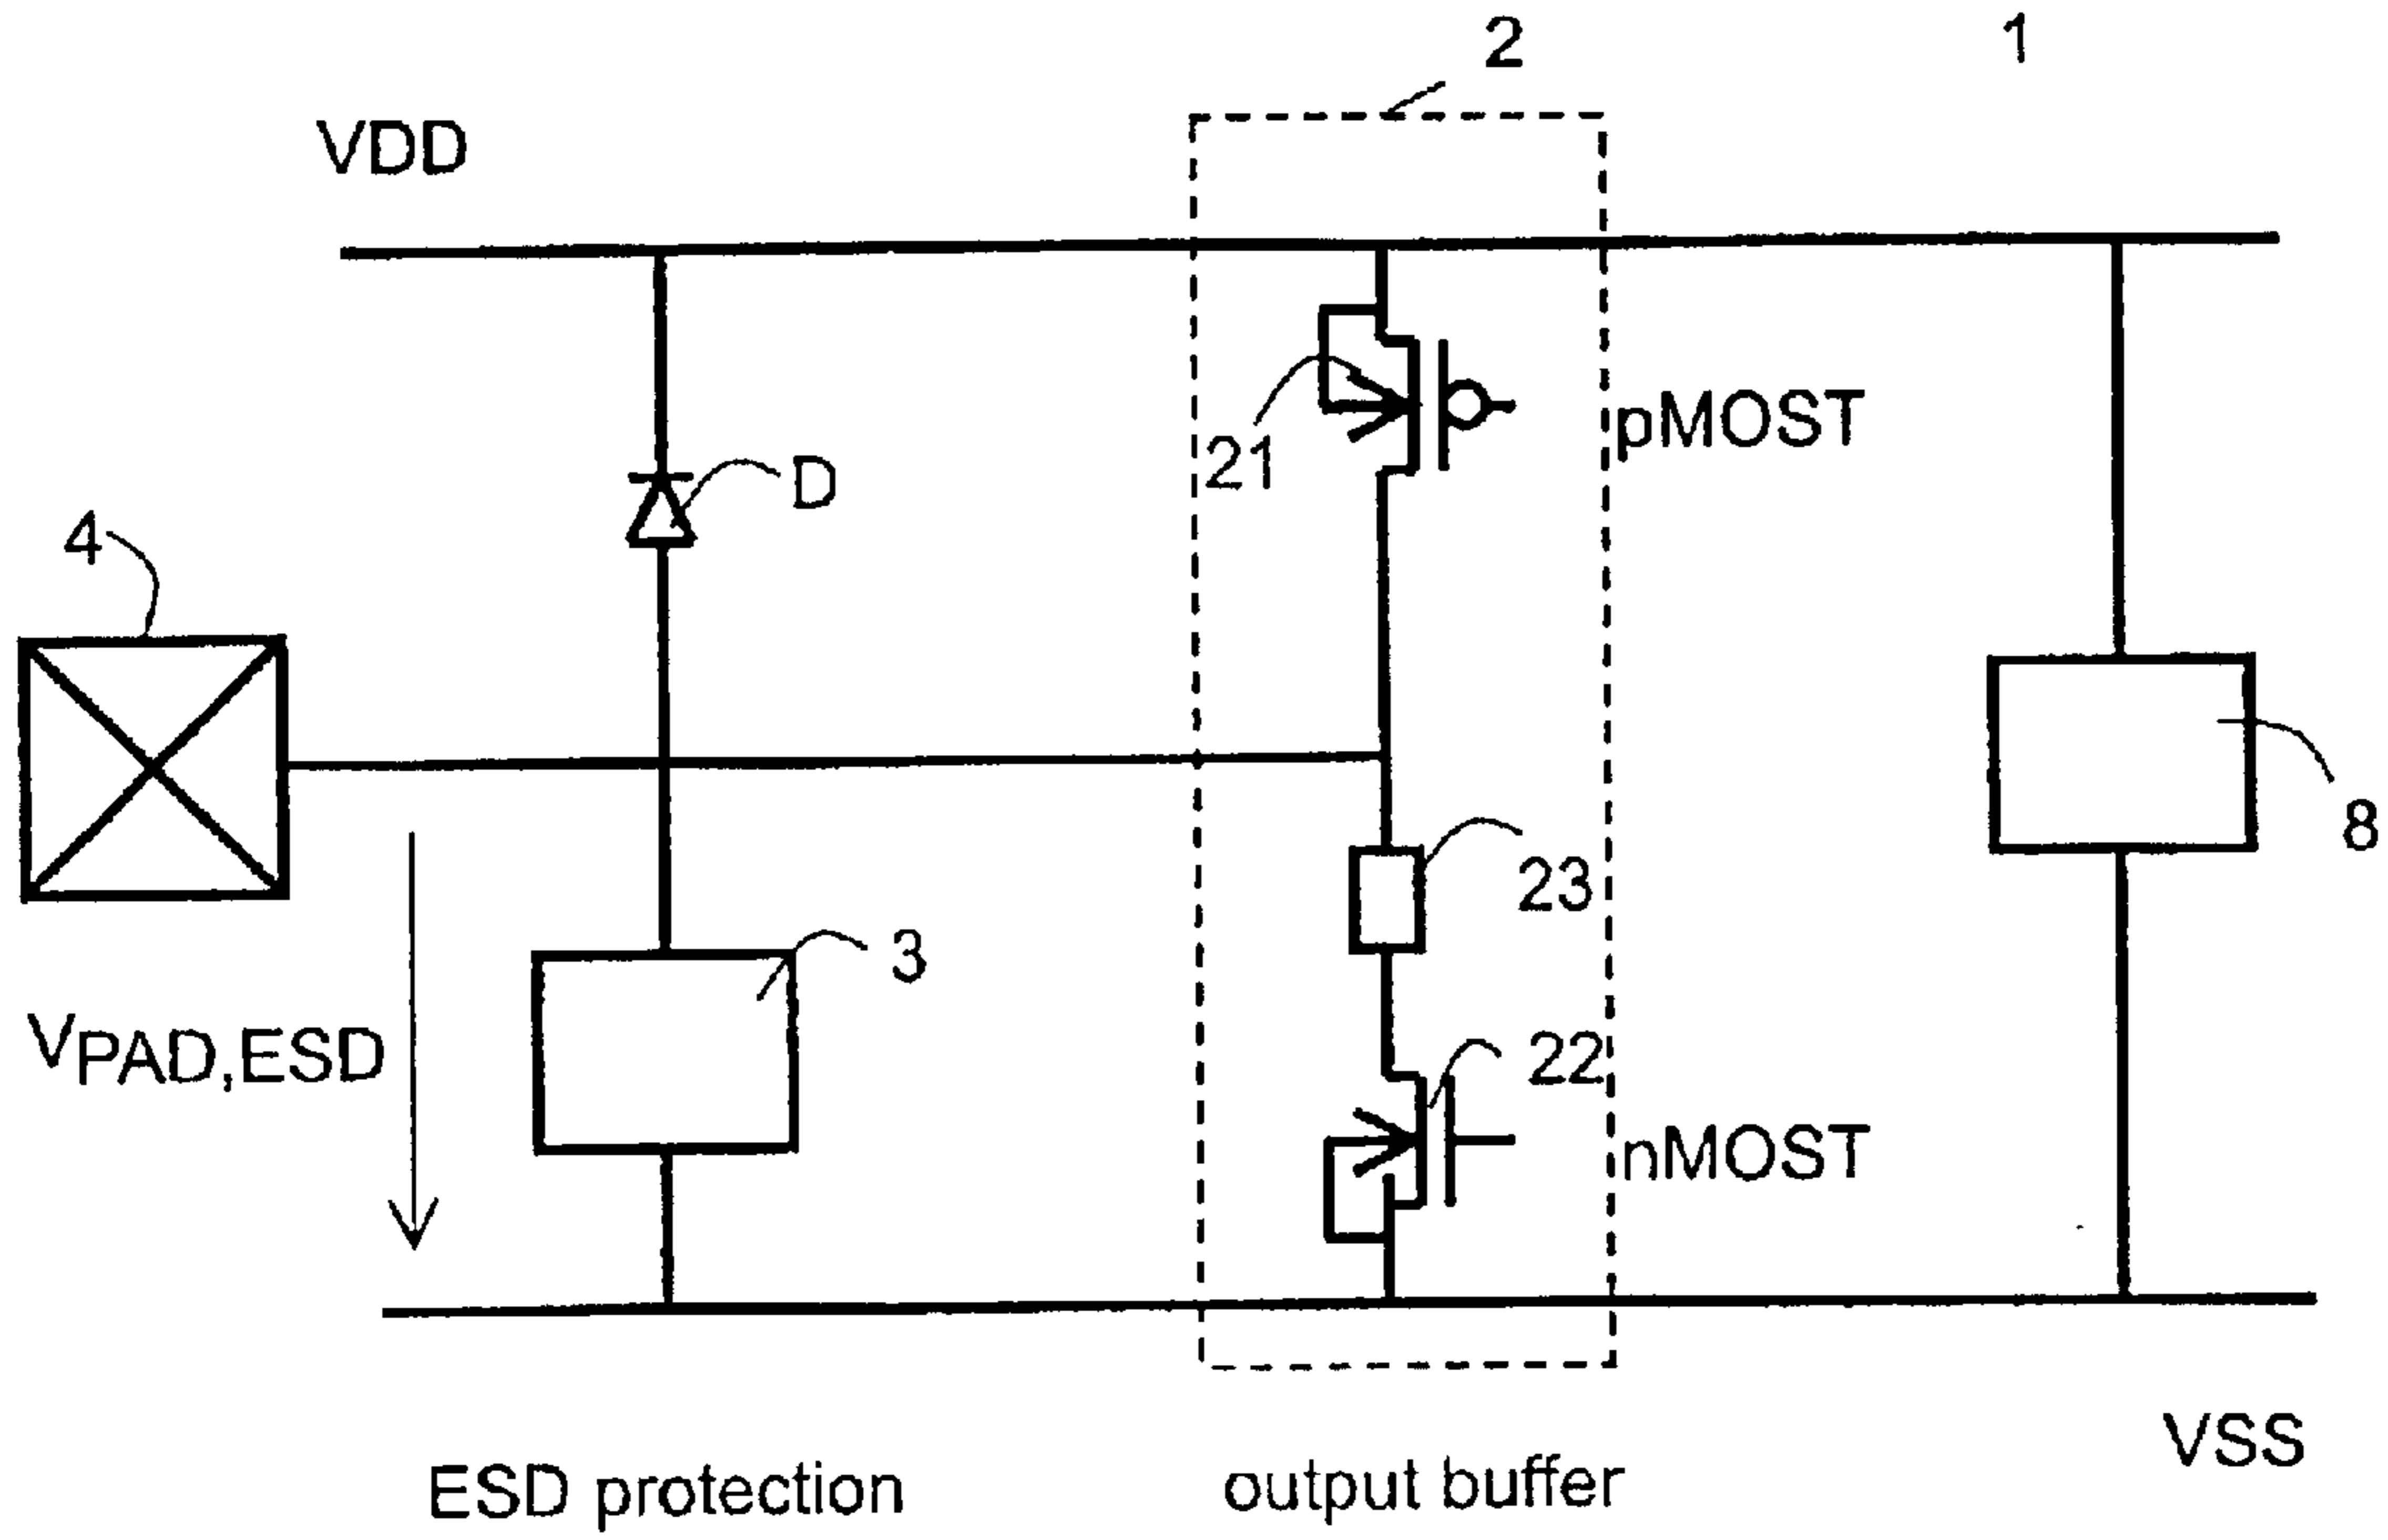 2
1
VDD
21
pMOST
D
4
8
23
3
VPAD,ESD
22
nMOST
VSS
ESD protection
output buffer